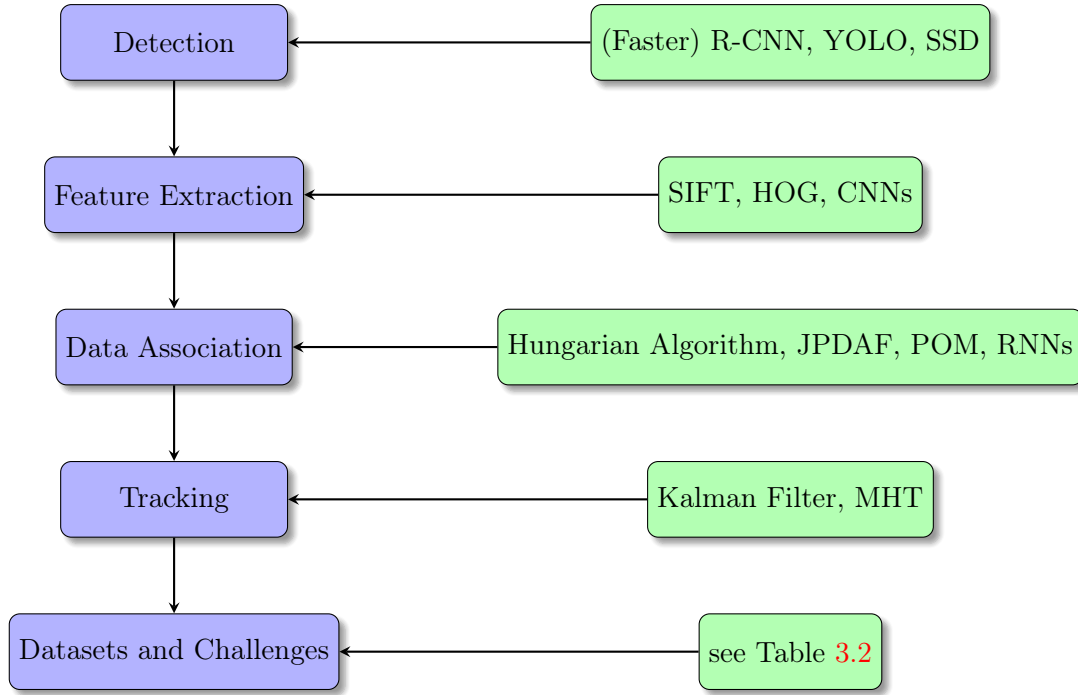 Detection
(Faster) R-CNN, YOLO, SSD
Feature Extraction
SIFT, HOG, CNNs
Data Association
Hungarian Algorithm, JPDAF, POM, RNNs
Tracking
Kalman Filter, MHT
Datasets and Challenges
see Table 3.2